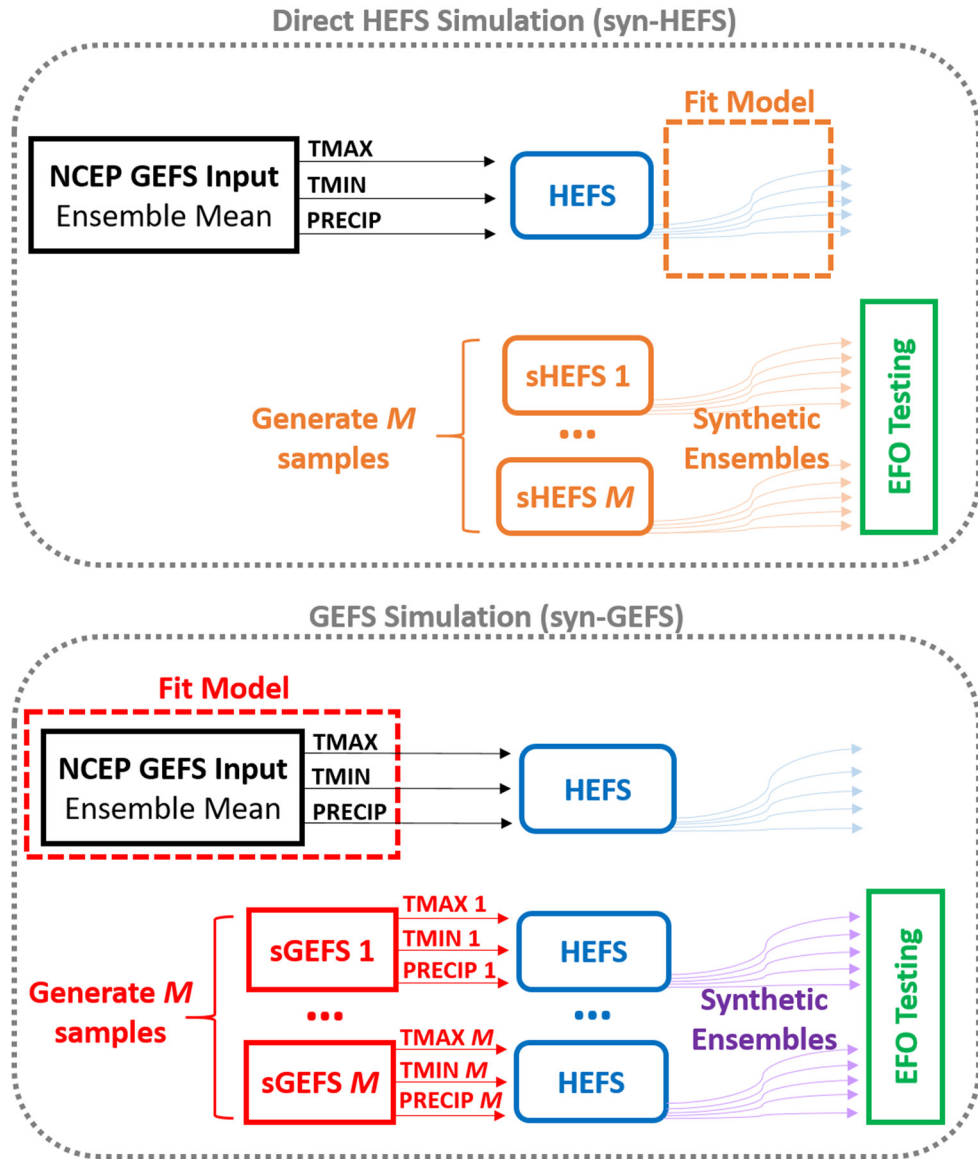 Direct HEFS Simulation (syn-HEFS)
Fit Model
NCEP GEFS Input
Ensemble Mean
TMAX
TMIN
PRECIP
HEFS
Generate M
samples
sHEFS 1
...
sHEFS M
Synthetic
Ensembles
EFO Testing
GEFS Simulation (syn-GEFS)
Fit Model
NCEP GEFS Input
Ensemble Mean
TMAX
TMIN
PRECIP
HEFS
Generate M
samples
sGEFS 1
TMAX 1
TMIN 1
PRECIP 1
HEFS
...
...
sGEFS M
TMAX M
TMIN M
PRECIP M
HEFS
Synthetic
Ensembles
EFO Testing